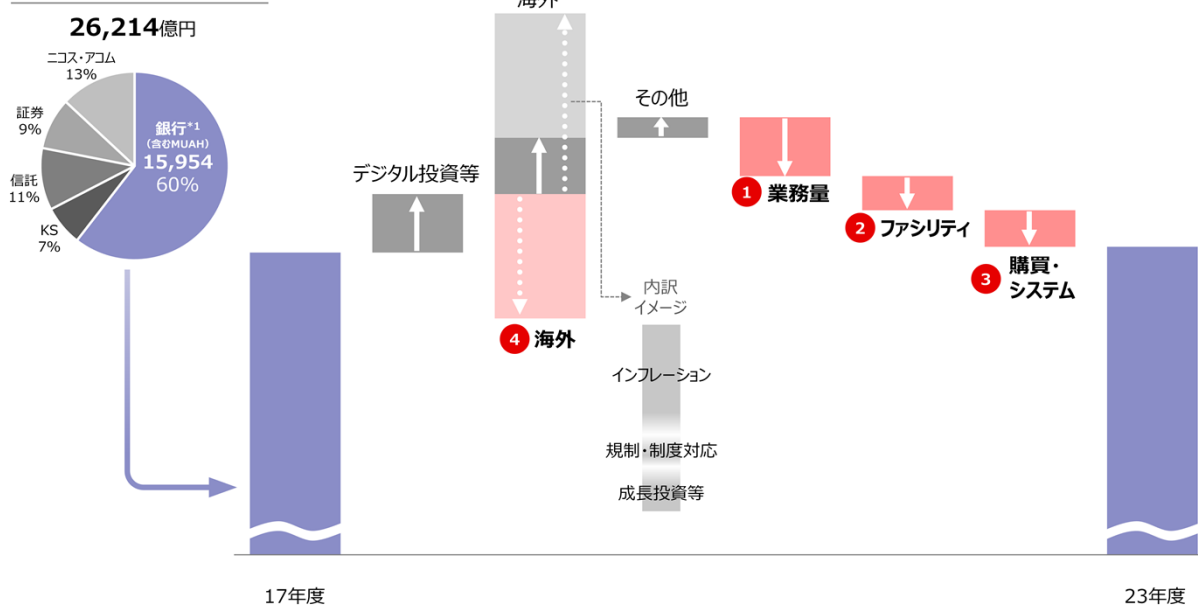 海外
26,214億円
ニコス・アコム
13%
証券
9%
信託
11%
KS
7%
銀行*1
(含むMUAH)
15,954
60%
デジタル投資等
その他
1 業務量
2 ファシリティ
3 購買・
システム
4 海外
内訳
イメージ
インフレーション
規制・制度対応
成長投資等
17年度
23年度